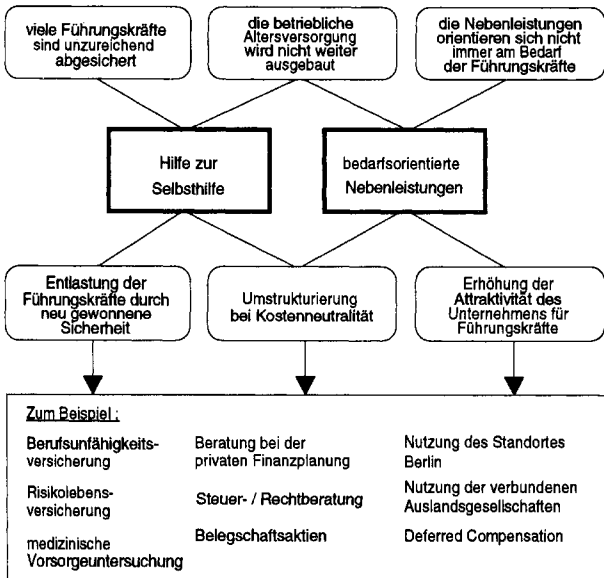 viele Führungskräfte
sind unzureichend
abgesichert
die betriebliche
Altersversorgung
wird nicht weiter
ausgebaut
die Nebenleistungen
orientieren sich nicht
immer am Bedarf
der Führungskräfte
Hilfe zur
Selbsthilfe
bedarfsorientierte
Nebenleistungen
Entlastung der
Führungskräfte durch
neu gewonnene
Sicherheit
Umstrukturierung
bei Kostenneutralität
Erhöhung der
Attraktivität des
Unternehmens für
Führungskräfte
Zum Beispiel :
Berufsunfähigkeits-
versicherung
Risikolebens-
versicherung
medizinische
Vorsorgeuntersuchung
Beratung bei der
privaten Finanzplanung
Steuer- / Rechtberatung
Belegschaftsaktien
Nutzung des Standortes
Berlin
Nutzung der verbundenen
Auslandsgesellschaften
Deferred Compensation